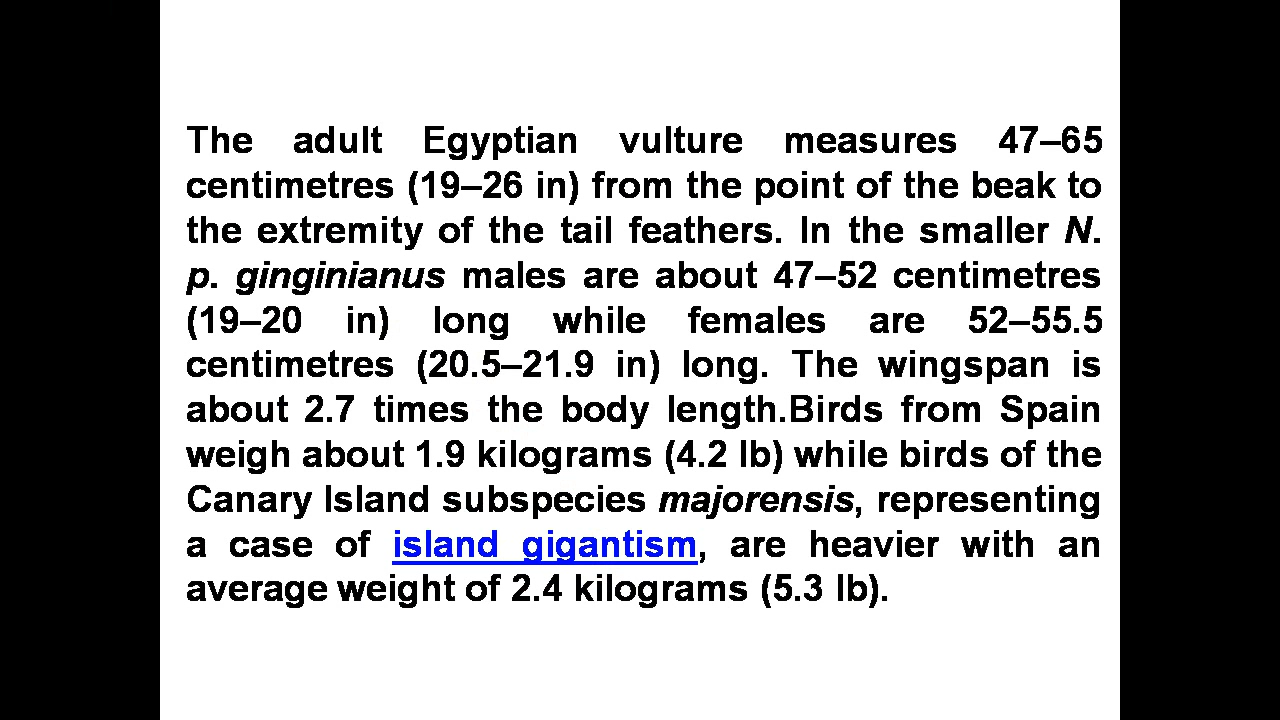 The adult Egyptian vulture measures 47–65
centimetres (19–26 in) from the point of the beak to
the extremity of the tail feathers. In the smaller N.
p. ginginianus males are about 47–52 centimetres
(19–20 in) long while females are 52–55.5
centimetres (20.5–21.9 in) long. The wingspan is
about 2.7 times the body length.Birds from Spain
weigh about 1.9 kilograms (4.2 lb) while birds of the
Canary Island subspecies majorensis, representing
a case of island gigantism, are heavier with an
average weight of 2.4 kilograms (5.3 lb).